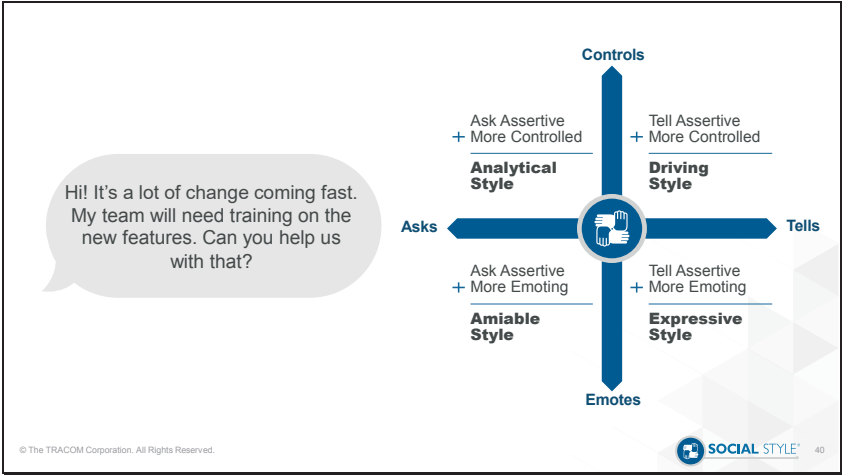 Hi! It’s a lot of change coming fast.
My team will need training on the
new features. Can you help us
with that?
Controls
Ask Assertive
+ More Controlled
Analytical
Style
Tell Assertive
+ More Controlled
Driving
Style
Asks
Tells
Ask Assertive
+ More Emoting
Amiable
Style
Tell Assertive
+ More Emoting
Expressive
Style
Emotes
© The TRACOM Corporation. All Rights Reserved.
SOCIAL STYLE®
40